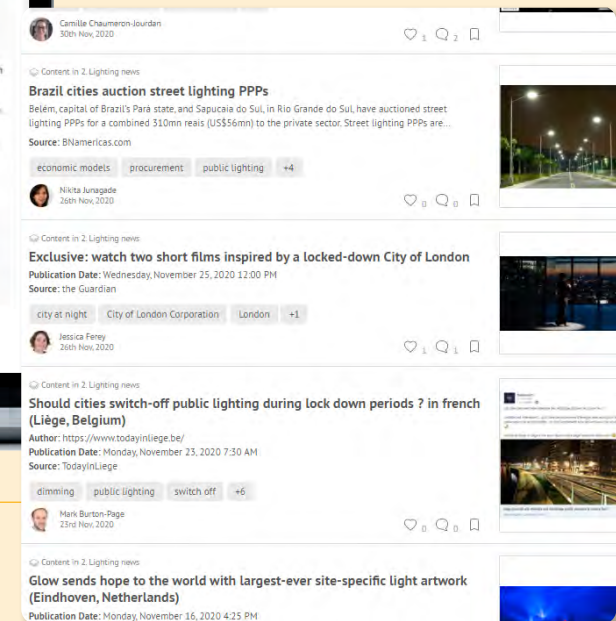 Camille Chaumeron-Jourdan
30th Nov, 2020
1 2
Content in 2. Lighting news
Brazil cities auction street lighting PPPs
Belém, capital of Brazil's Pará state, and Sapucaia do Sul, in Rio Grande do Sul, have auctioned street
lighting PPPs for a combined 310mn reais (US$56mn) to the private sector. Street lighting PPPs are...
Source: BNamericas.com
economic models procurement public lighting +4
Nikita Junagade
26th Nov, 2020
0 0
Content in 2. Lighting news
Exclusive: watch two short films inspired by a locked-down City of London
Publication Date: Wednesday, November 25, 2020 12:00 PM
Source: the Guardian
city at night City of London Corporation London +1
Jessica Ferey
26th Nov, 2020
1 1
Content in 2. Lighting news
Should cities switch-off public lighting during lock down periods ? in french
(Liège, Belgium)
Author: https://www.todayinliege.be/
Publication Date: Monday, November 23, 2020 7:30 AM
Source: TodayInLiege
dimming public lighting switch off +6
Mark Burton-Page
23rd Nov, 2020
0 0
Content in 2. Lighting news
Glow sends hope to the world with largest-ever site-specific light artwork
(Eindhoven, Netherlands)
Publication Date: Monday, November 16, 2020 4:25 PM